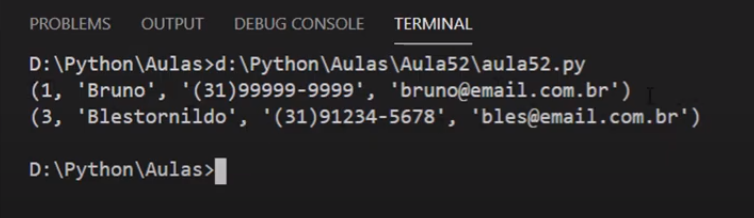 PROBLEMS OUTPUT DEBUG CONSOLE TERMINAL
D:\Python\Aulas>d:\Python\Aulas\Aula52\aula52.py
(1, 'Bruno', '(31)99999-9999', 'bruno@email.com.br')
(3, 'Blestornildo', '(31)91234-5678', 'bles@email.com.br')
D:\Python\Aulas>